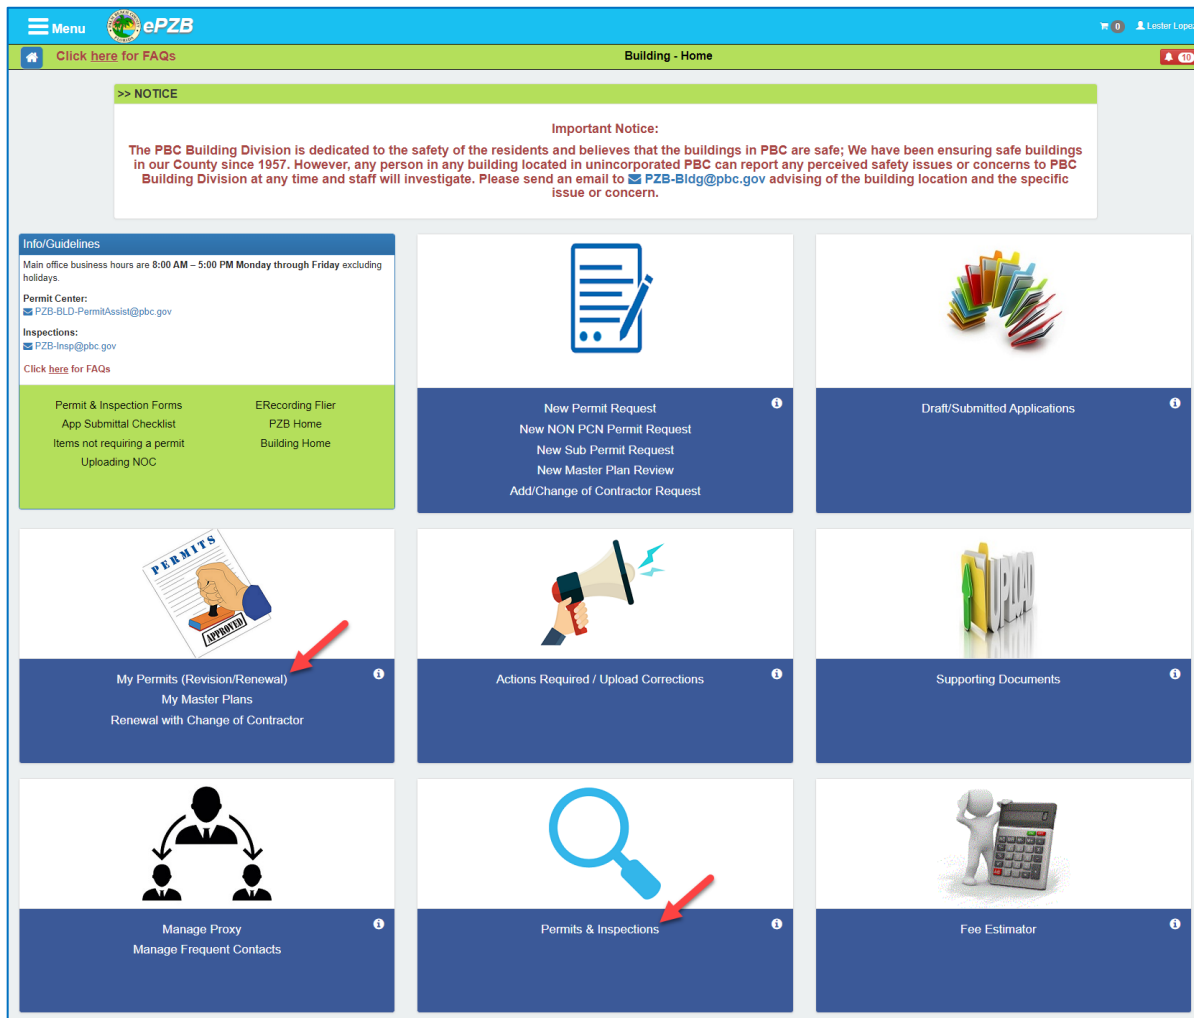 Menu
ePZB
0
Lester Lopez
Click here for FAQs
Building - Home
10
>> NOTICE
Important Notice:
The PBC Building Division is dedicated to the safety of the residents and believes that the buildings in PBC are safe; We have been ensuring safe buildings
in our County since 1957. However, any person in any building located in unincorporated PBC can report any perceived safety issues or concerns to PBC
Building Division at any time and staff will investigate. Please send an email to PZB-Bldg@pbc.gov advising of the building location and the specific
issue or concern.
Info/Guidelines
Main office business hours are 8:00 AM – 5:00 PM Monday through Friday excluding
holidays.
Permit Center:
PZB-BLD-PermitAssist@pbc.gov
Inspections:
PZB-Insp@pbc.gov
Click here for FAQs
Permit & Inspection Forms
App Submittal Checklist
Items not requiring a permit
Uploading NOC
ERecording Flier
PZB Home
Building Home
New Permit Request
New NON PCN Permit Request
New Sub Permit Request
New Master Plan Review
Add/Change of Contractor Request
Draft/Submitted Applications
PERMITS
APPROVED
My Permits (Revision/Renewal)
My Master Plans
Renewal with Change of Contractor
Actions Required / Upload Corrections
UPLOAD
Supporting Documents
Manage Proxy
Manage Frequent Contacts
Permits & Inspections
Fee Estimator